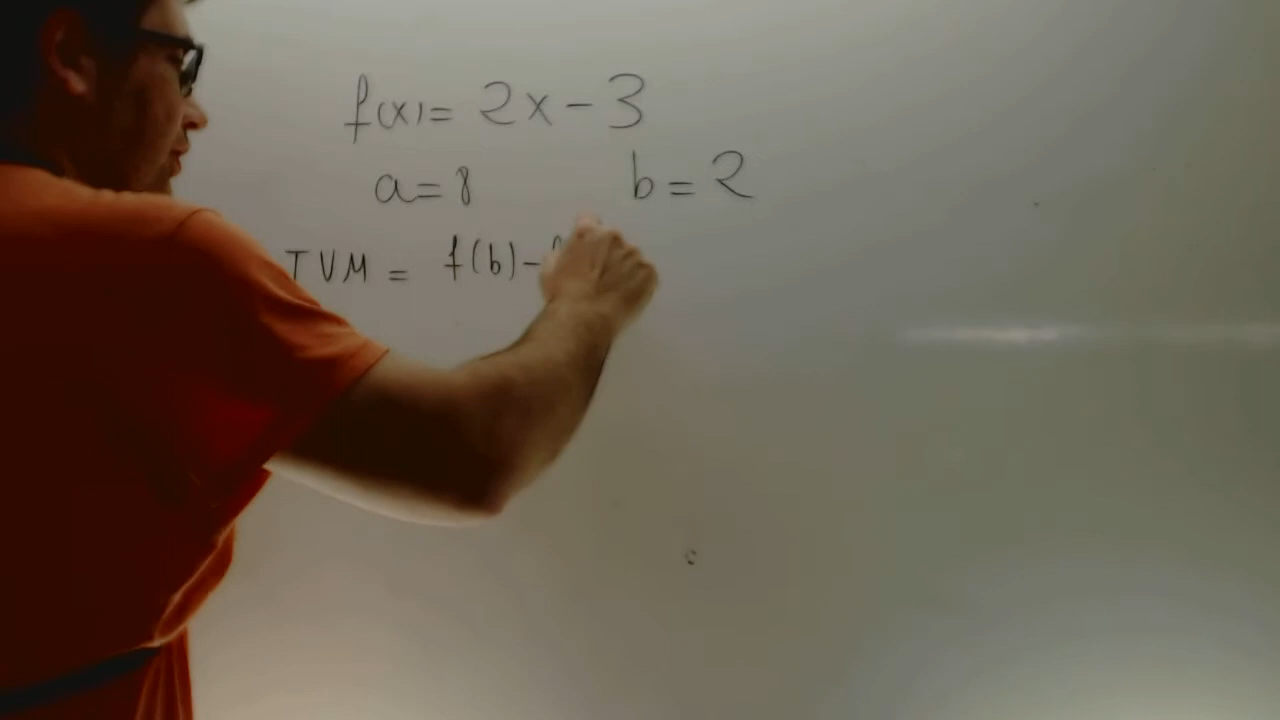 f(x) = 2x - 3
a = 8 b = 2
TVM = f(b) -